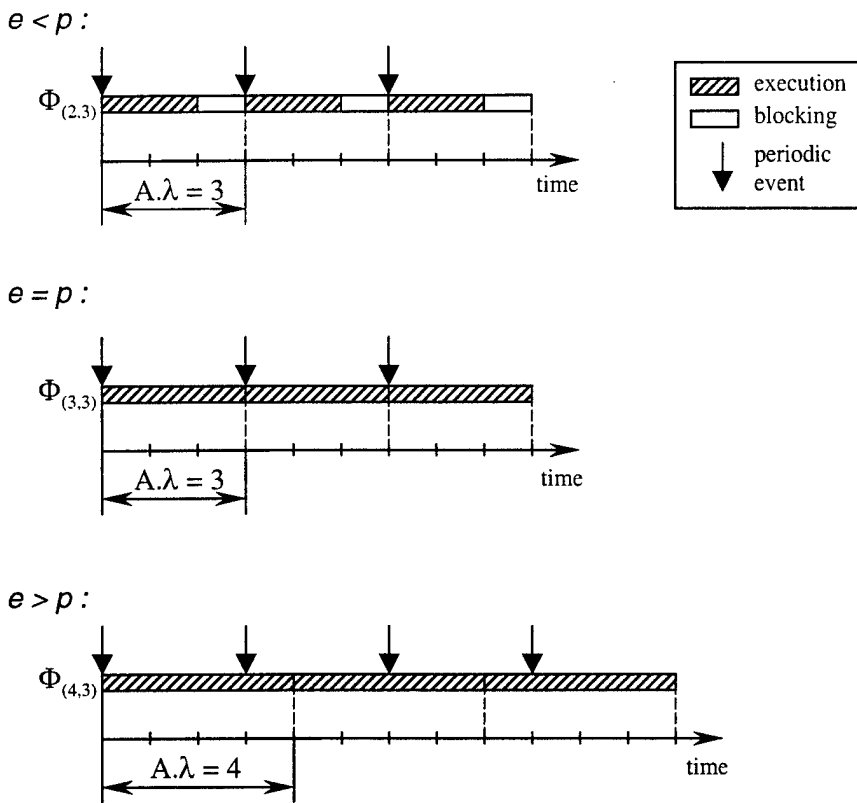 e < p :
Φ(2,3)
time
A.λ = 3
execution
blocking
periodic
event
e = p :
Φ(3,3)
time
A.λ = 3
e > p :
Φ(4,3)
time
A.λ = 4